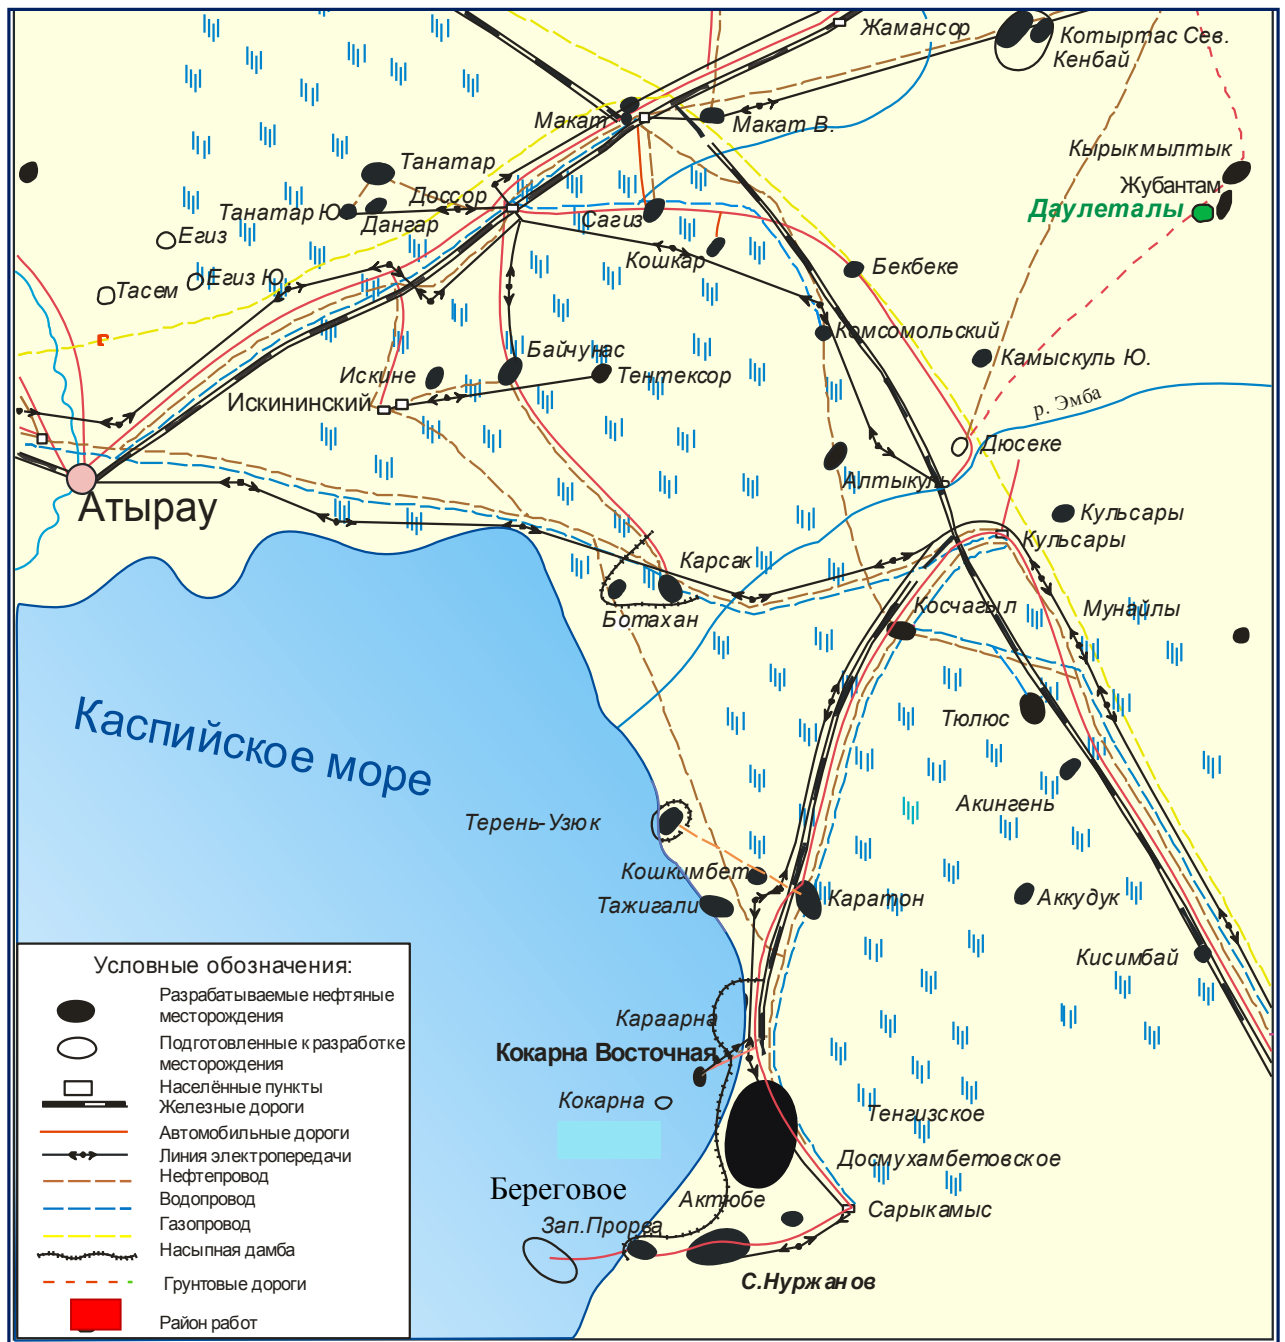 Жамансор
Котыртас Сев.
Кенбай
Макат
Макат В.
Танатар
Кырыкмылтык
Доссор
Жубантам
Танатар Ю.
Дангар
Сагиз
Даулеталы
Егиз
Кошкар
Бекбеке
Егиз Ю.
Тасем
Комсомольский
Байчунас
Камыскуль Ю.
Искине
Тентексор
Искининский
р. Эмба
Дюсеке
Алтыкуль
Атырау
Кульсары
Кульсары
Карсак
Косчагыл
Мунайлы
Ботахан
Каспийское море
Тюлюс
Акингень
Терень-Узюк
Кошкимбет
Тажигали
Каратон
Аккудук
Кисимбай
Караарна
Кокарна Восточная
Кокарна
Тенгизское
Досмухамбетовское
Береговое
Актюбе
Сарыкамыс
Зап.Прорва
С.Нуржанов
Условные обозначения:
Разрабатываемые нефтяные
месторождения
Подготовленные к разработке
месторождения
Населённые пункты
Железные дороги
Автомобильные дороги
Линия электропередачи
Нефтепровод
Водопровод
Газопровод
Насыпная дамба
Грунтовые дороги
Район работ